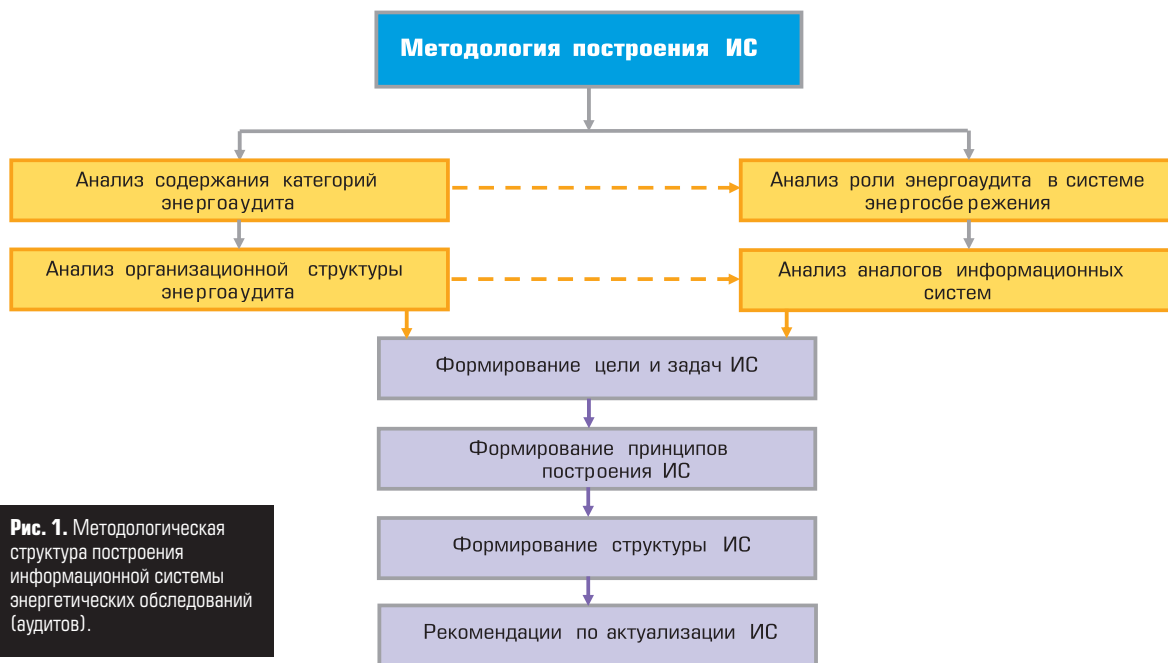 Методология построения ИС
Анализ содержания категорий
энергоаудита
Анализ роли энергоаудита в системе
энергосбережения
Анализ организационной структуры
энергоаудита
Анализ аналогов информационных
систем
Формирование цели и задач ИС
Формирование принципов
построения ИС
Формирование структуры ИС
Рекомендации по актуализации ИС
Рис. 1. Методологическая
структура построения
информационной системы
энергетических обследований
(аудитов).